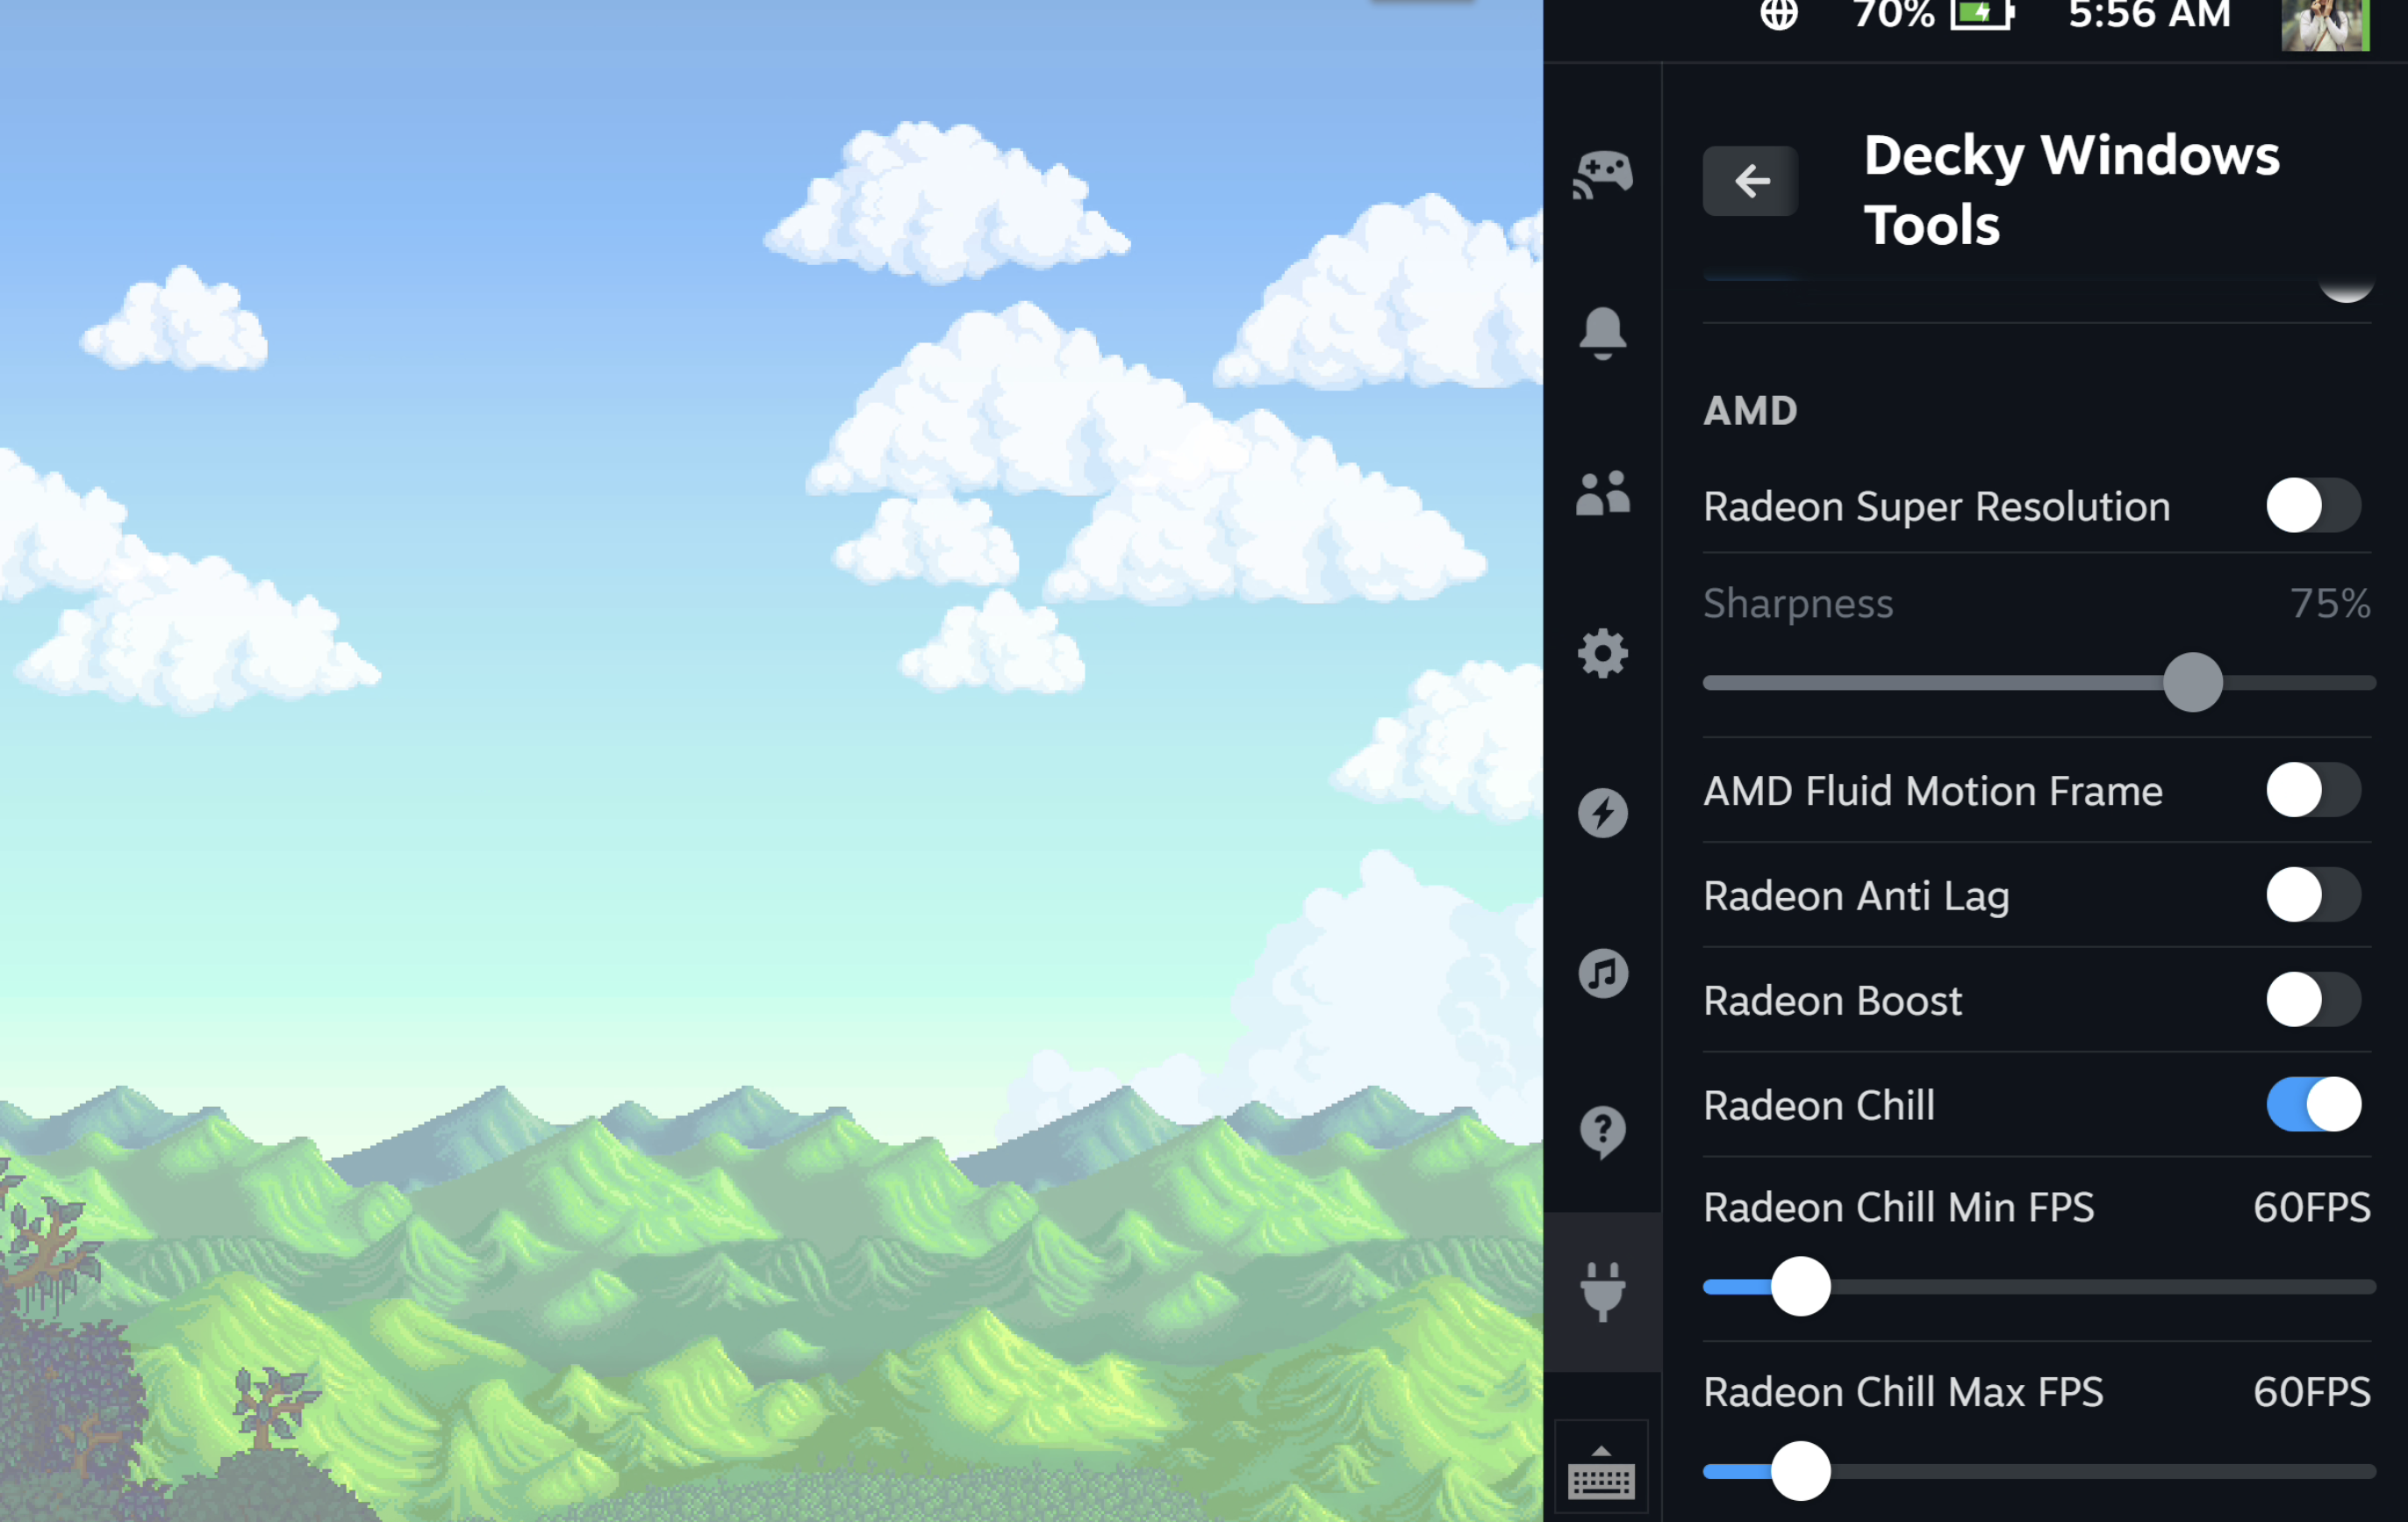 70% 5:56 AM
Decky Windows
Tools
AMD
Radeon Super Resolution
Sharpness 75%
AMD Fluid Motion Frame
Radeon Anti Lag
Radeon Boost
Radeon Chill
Radeon Chill Min FPS 60FPS
Radeon Chill Max FPS 60FPS